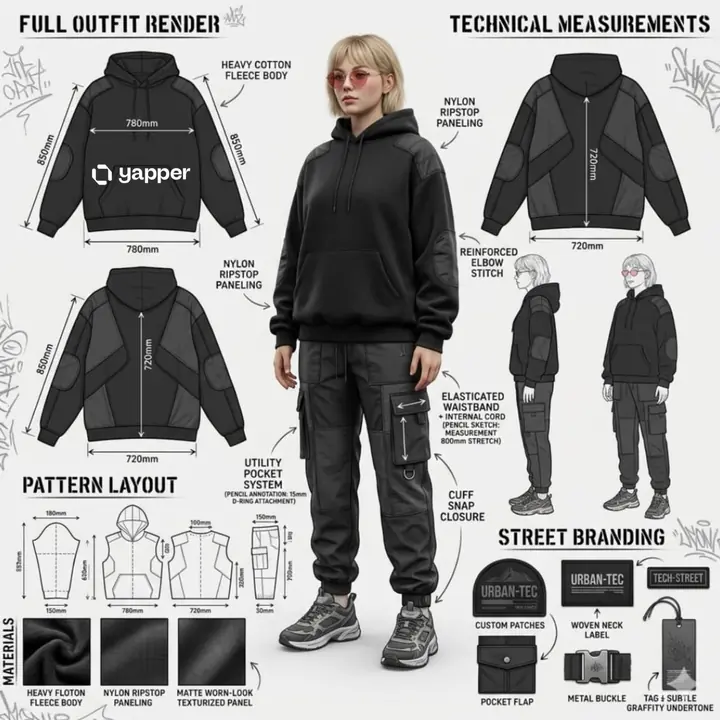 FULL OUTFIT RENDER
TECHNICAL MEASUREMENTS
HEAVY COTTON
FLEECE BODY
850mm
780mm
850mm
yapper
780mm
NYLON
RIPSTOP
PANELING
720mm
720mm
REINFORCED
ELBOW
STITCH
NYLON
RIPSTOP
PANELING
850mm
720mm
720mm
ELASTICATED
WAISTBAND
+ INTERNAL CORD
(PENCIL SKETCH:
MEASUREMENT
800mm STRETCH)
UTILITY
POCKET
SYSTEM
(PENCIL ANNOTATION: 15mm
D-RING ATTACHMENT)
CUFF
SNAP
CLOSURE
PATTERN LAYOUT
180mm
150mm
780mm
100mm
720mm
150mm
30mm
MATERIALS
HEAVY FLOTON
FLEECE BODY
NYLON RIPSTOP
PANELING
MATTE WORN-LOOK
TEXTURIZED PANEL
STREET BRANDING
URBAN-TEC
CUSTOM PATCHES
URBAN-TEC
WOVEN NECK
LABEL
TECH-STREET
POCKET FLAP
METAL BUCKLE
TAG & SUBTLE
GRAFFITY UNDERTONE